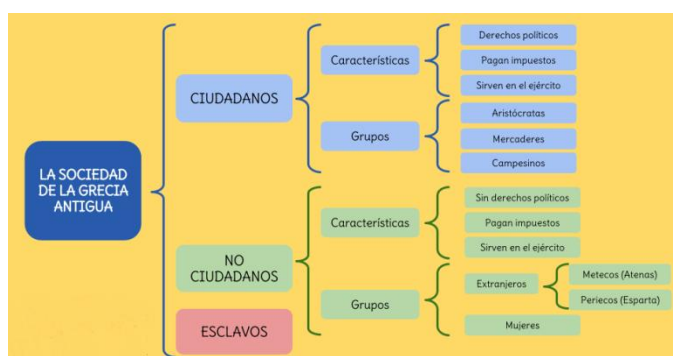 LA SOCIEDAD
DE LA GRECIA
ANTIGUA
CIUDADANOS
Características
Derechos políticos
Pagan impuestos
Sirven en el ejército
Grupos
Aristócratas
Mercaderes
Campesinos
NO
CIUDADANOS
Características
Sin derechos políticos
Pagan impuestos
Sirven en el ejército
Grupos
Extranjeros
Metecos (Atenas)
Periecos (Esparta)
Mujeres
ESCLAVOS